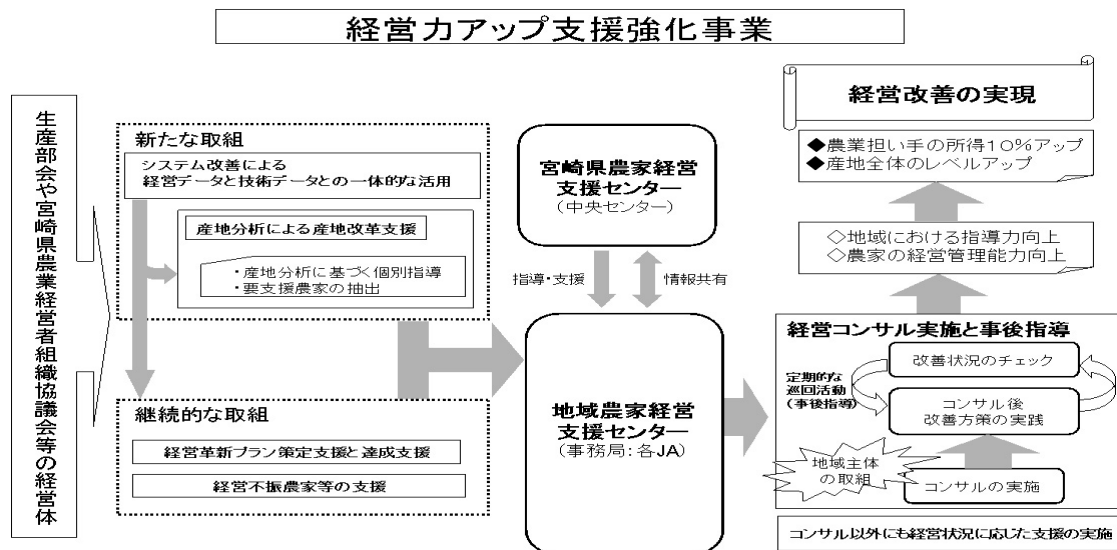 経営力アップ支援強化事業
生産部会や宮崎県農業経営者組織協議会等の経営体
新たな取組
システム改善による
経営データと技術データとの一体的な活用
産地分析による産地改革支援
・産地分析に基づく個別指導
・要支援農家の抽出
継続的な取組
経営革新プラン策定支援と達成支援
経営不振農家等の支援
宮崎県農家経営
支援センター
(中央センター)
指導・支援
情報共有
地域農家経営
支援センター
(事務局:各JA)
経営改善の実現
◆農業担い手の所得10%アップ
◆産地全体のレベルアップ
◇地域における指導力向上
◇農家の経営管理能力向上
経営コンサル実施と事後指導
改善状況のチェック
定期的な
巡回活動
(事後指導)
コンサル後
改善方策の実践
地域主体
の取組
コンサルの実施
コンサル以外にも経営状況に応じた支援の実施